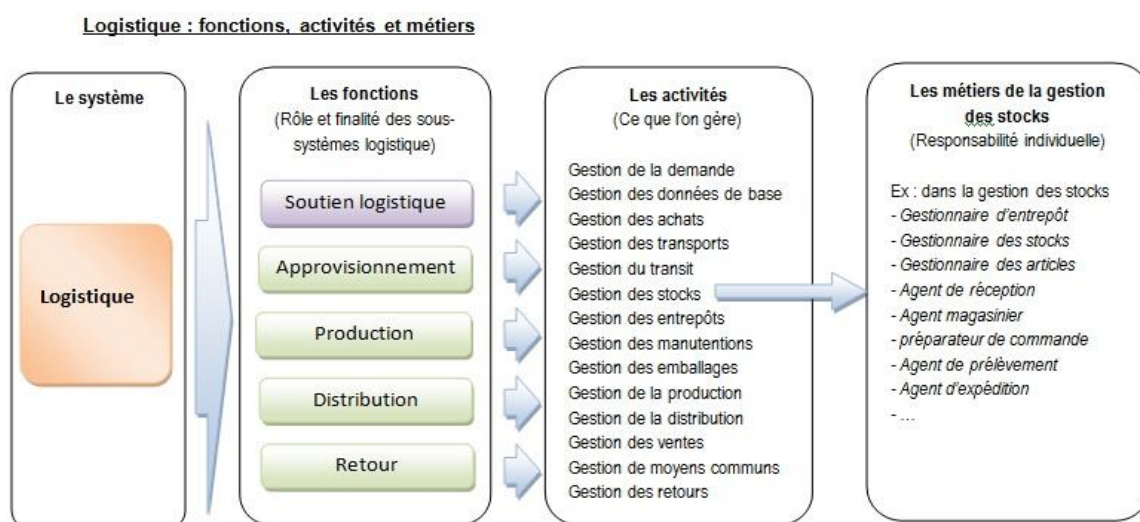 Logistique : fonctions, activités et métiers
Le système
Logistique
Les fonctions
(Rôle et finalité des sous-
systèmes logistique)
Soutien logistique
Approvisionnement
Production
Distribution
Retour
Les activités
(Ce que l'on gère)
Gestion de la demande
Gestion des données de base
Gestion des achats
Gestion des transports
Gestion du transit
Gestion des stocks
Gestion des entrepôts
Gestion des manutentions
Gestion des emballages
Gestion de la production
Gestion de la distribution
Gestion des ventes
Gestion de moyens communs
Gestion des retours
Les métiers de la gestion
des stocks
(Responsabilité individuelle)
Ex : dans la gestion des stocks
- Gestionnaire d'entrepôt
- Gestionnaire des stocks
- Gestionnaire des articles
- Agent de réception
- Agent magasinier
- préparateur de commande
- Agent de prélèvement
- Agent d'expédition
- …